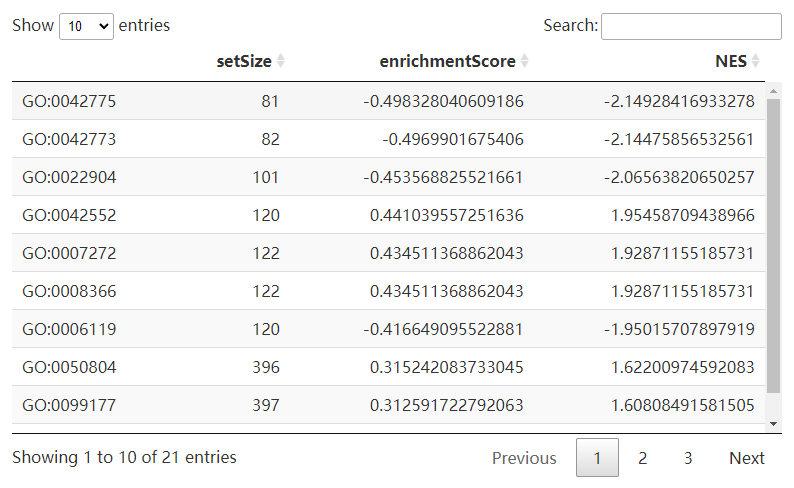 Show 10 entries Search:
setSize enrichmentScore NES
GO:0042775 81 -0.498328040609186 -2.14928416933278
GO:0042773 82 -0.4969901675406 -2.14475856532561
GO:0022904 101 -0.453568825521661 -2.06563820650257
GO:0042552 120 0.441039557251636 1.95458709438966
GO:0007272 122 0.434511368862043 1.92871155185731
GO:0008366 122 0.434511368862043 1.92871155185731
GO:0006119 120 -0.416649095522881 -1.95015707897919
GO:0050804 396 0.315242083733045 1.62200974592083
GO:0099177 397 0.312591722792063 1.60808491581505
Showing 1 to 10 of 21 entries Previous 1 2 3 Next